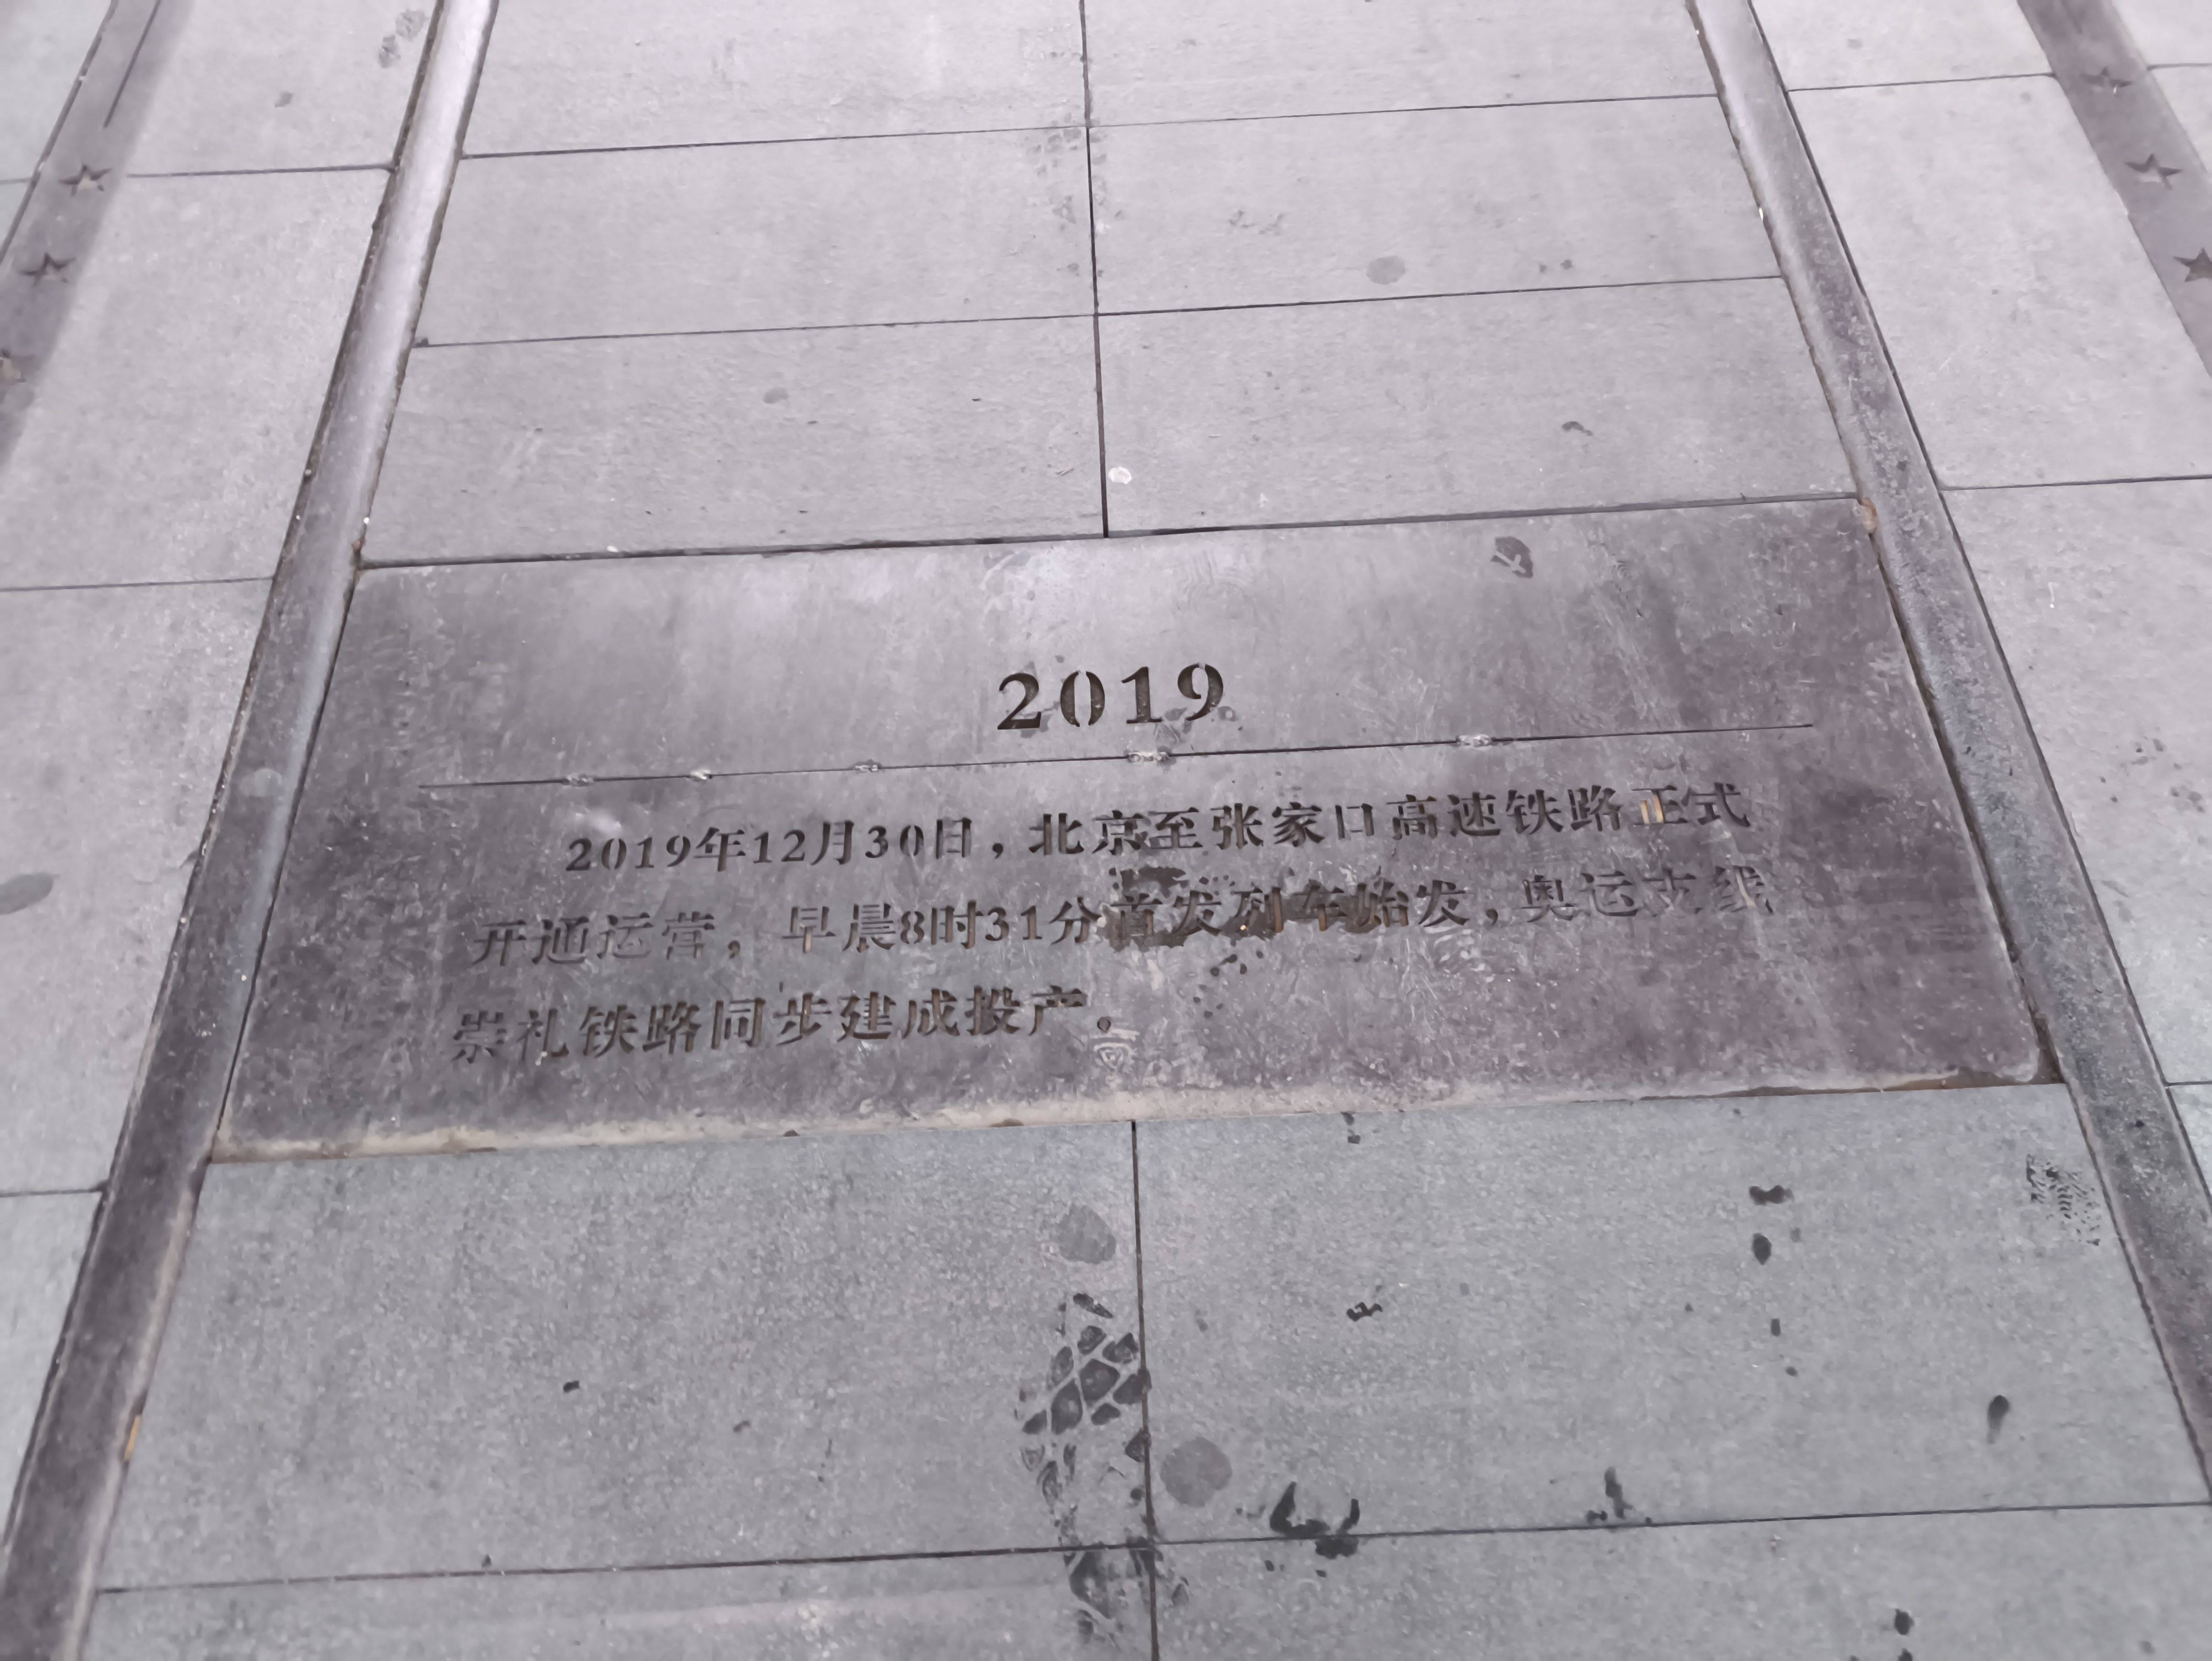 2019
2019年12月30日，北京至张家口高速铁路正式
开通运营，早晨8时31分首发列车始发，奥运支线
崇礼铁路同步建成投产。